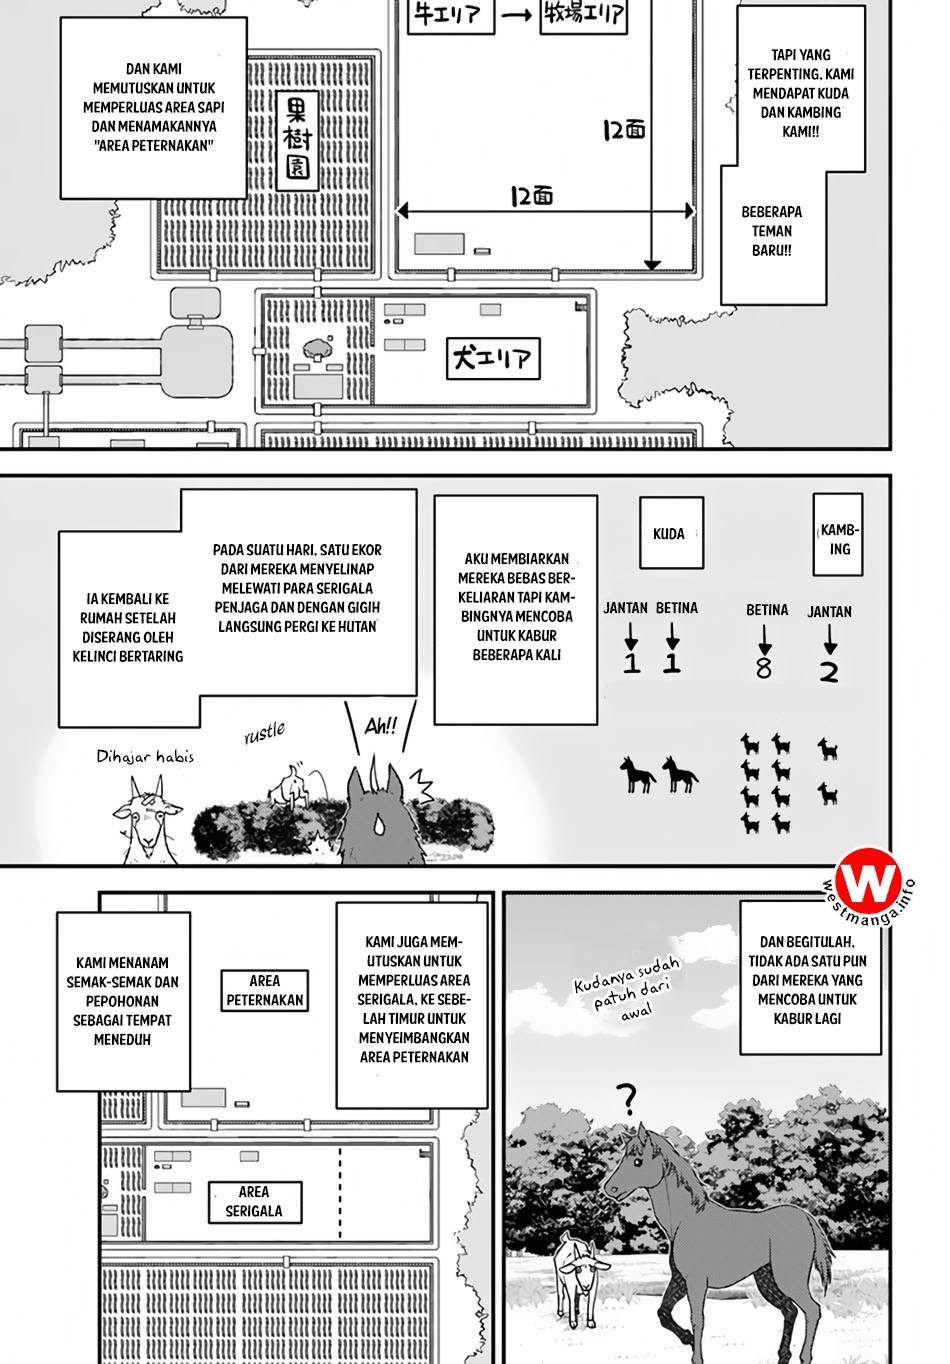 TAPI YANG
TERPENTING, KAMI
MENDAPAT KUDA
DAN KAMBING
KAMI!!
BEBERAPA
TEMAN
BARU!!
牛エリア → 牧場エリア
12面
12面
DAN KAMI
MEMUTUSKAN UNTUK
MEMPERLUAS AREA SAPI
DAN MENAMAKANNYA
"AREA PETERNAKAN"
果樹園
犬エリア
KAMB-
ING
KUDA
JANTAN BETINA
1 1
BETINA JANTAN
8 2
AKU MEMBIARKAN
MEREKA BEBAS BER-
KELIARAN TAPI KAM-
BINGNYA MENCOBA
UNTUK KABUR
BEBERAPA KALI
PADA SUATU HARI, SATU EKOR
DARI MEREKA MENYELINAP
MELEWATI PARA SERIGALA
PENJAGA DAN DENGAN GIGIH
LANGSUNG PERGI KE HUTAN
Ah!!
rustle
IA KEMBALI KE
RUMAH SETELAH
DISERANG OLEH
KELINCI BERTARING
Dihajar habis
W
westmanga.info
DAN BEGITULAH,
TIDAK ADA SATU PUN
DARI MEREKA YANG
MENCOBA UNTUK
KABUR LAGI
Kudanya sudah
patuh dari
awal
?
KAMI JUGA MEM-
UTUSKAN UNTUK
MEMPERLUAS AREA
SERIGALA, KE SEBE-
LAH TIMUR UNTUK
MENYEIMBANGKAN
AREA PETERNAKAN
AREA
PETERNAKAN
KAMI MENANAM
SEMAK-SEMAK DAN
PEPOHONAN
SEBAGAI TEMPAT
MENEDUH
AREA
SERIGALA